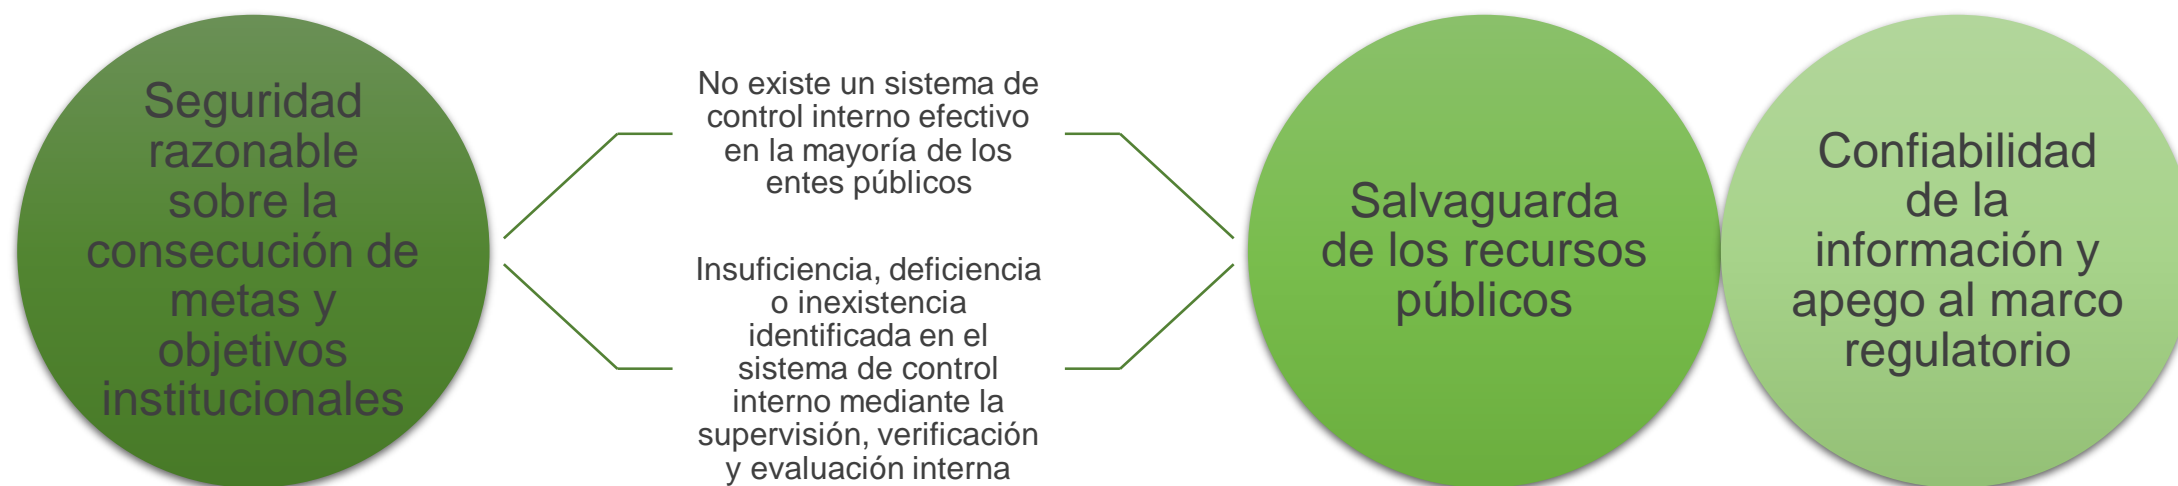 Seguridad
razonable
sobre la
consecución de
metas y
objetivos
institucionales
No existe un sistema de
control interno efectivo
en la mayoría de los
entes públicos
Insuficiencia, deficiencia
o inexistencia
identificada en el
sistema de control
interno mediante la
supervisión, verificación
y evaluación interna
Salvaguarda
de los recursos
públicos
Confiabilidad
de la
información y
apego al marco
regulatorio